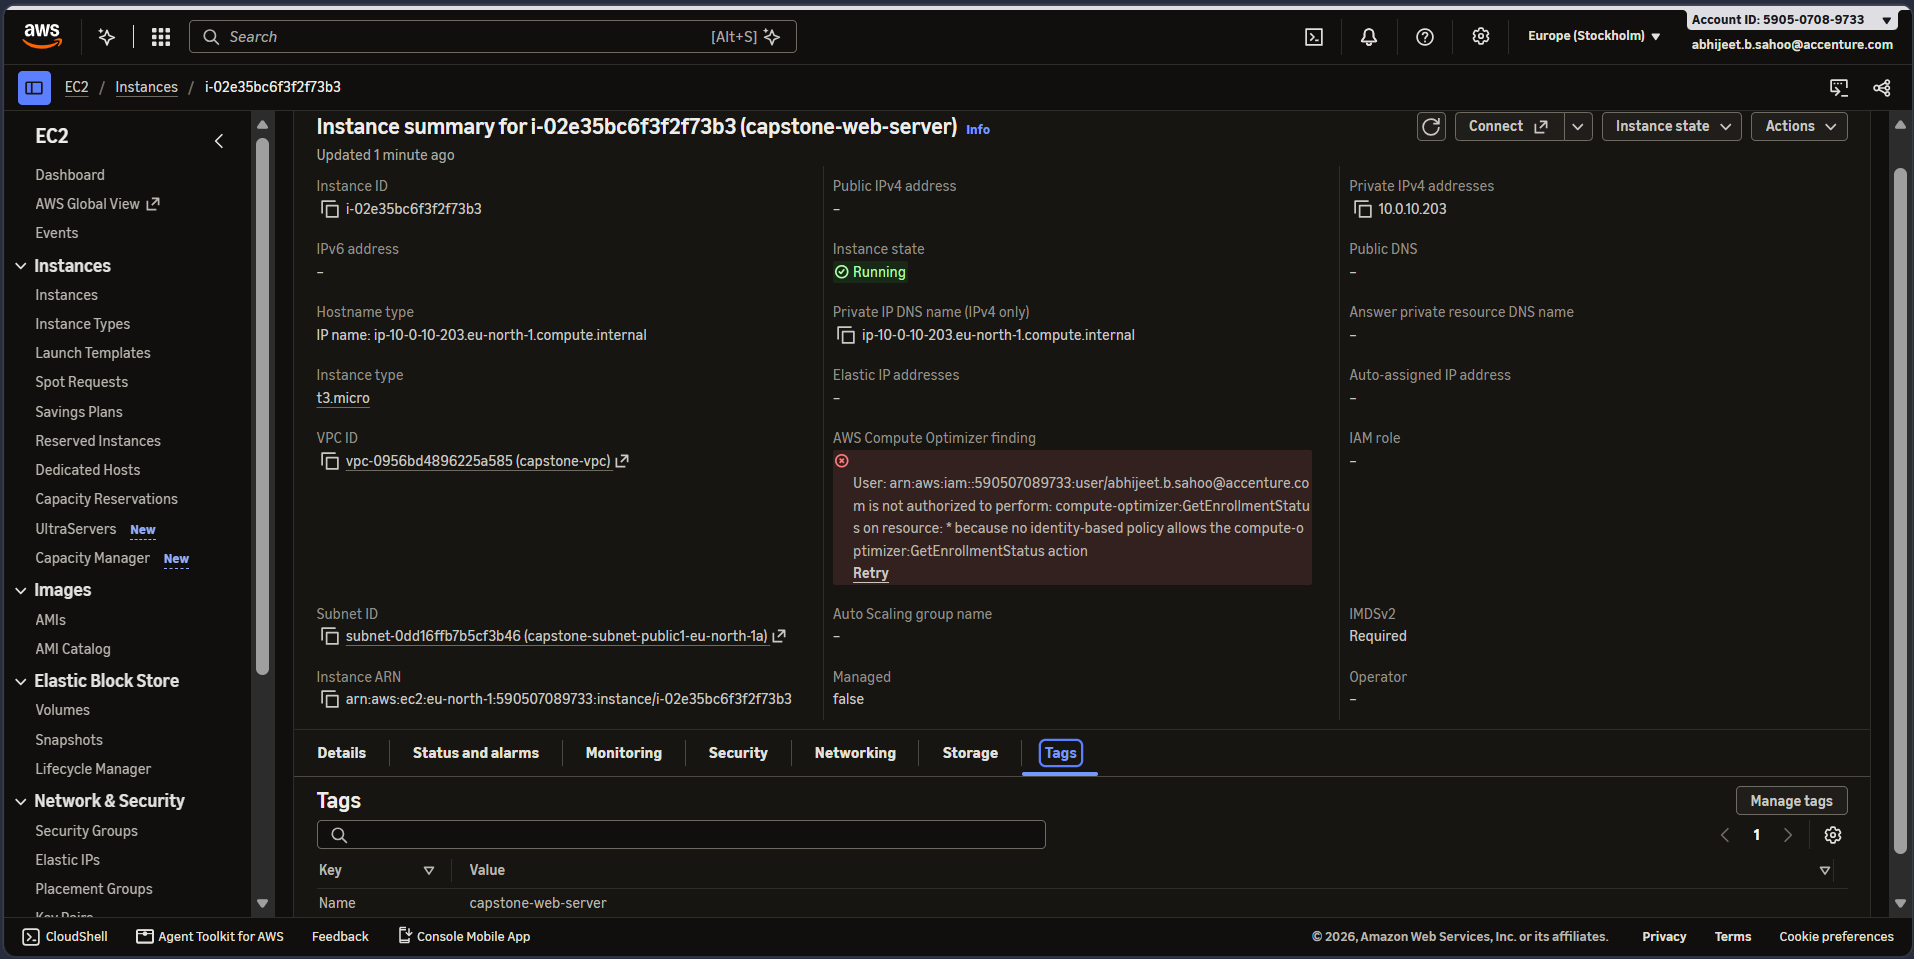 aws
Search
[Alt+S]
Europe (Stockholm)
Account ID: 5905-0708-9733
abhijeet.b.sahoo@accenture.com
EC2 / Instances / i-02e35bc6f3f2f73b3
EC2
Dashboard
AWS Global View
Events
Instances
Instances
Instance Types
Launch Templates
Spot Requests
Savings Plans
Reserved Instances
Dedicated Hosts
Capacity Reservations
UltraServers New
Capacity Manager New
Images
AMIs
AMI Catalog
Elastic Block Store
Volumes
Snapshots
Lifecycle Manager
Network & Security
Security Groups
Elastic IPs
Placement Groups
Key Pairs
Instance summary for i-02e35bc6f3f2f73b3 (capstone-web-server) Info
Connect
Instance state
Actions
Updated 1 minute ago
Instance ID
i-02e35bc6f3f2f73b3
Public IPv4 address
–
Private IPv4 addresses
10.0.10.203
IPv6 address
–
Instance state
Running
Public DNS
–
Hostname type
IP name: ip-10-0-10-203.eu-north-1.compute.internal
Private IP DNS name (IPv4 only)
ip-10-0-10-203.eu-north-1.compute.internal
Answer private resource DNS name
–
Instance type
t3.micro
Elastic IP addresses
–
Auto-assigned IP address
–
VPC ID
vpc-0956bd4896225a585 (capstone-vpc)
AWS Compute Optimizer finding
User: arn:aws:iam::590507089733:user/abhijeet.b.sahoo@accenture.co
m is not authorized to perform: compute-optimizer:GetEnrollmentStatu
s on resource: * because no identity-based policy allows the compute-o
ptimizer:GetEnrollmentStatus action
Retry
IAM role
–
Subnet ID
subnet-0dd16ffb7b5cf3b46 (capstone-subnet-public1-eu-north-1a)
Auto Scaling group name
–
IMDSv2
Required
Instance ARN
arn:aws:ec2:eu-north-1:590507089733:instance/i-02e35bc6f3f2f73b3
Managed
false
Operator
–
Details
Status and alarms
Monitoring
Security
Networking
Storage
Tags
Tags
Manage tags
1
Key
Value
Name
capstone-web-server
CloudShell
Agent Toolkit for AWS
Feedback
Console Mobile App
© 2026, Amazon Web Services, Inc. or its affiliates.
Privacy
Terms
Cookie preferences